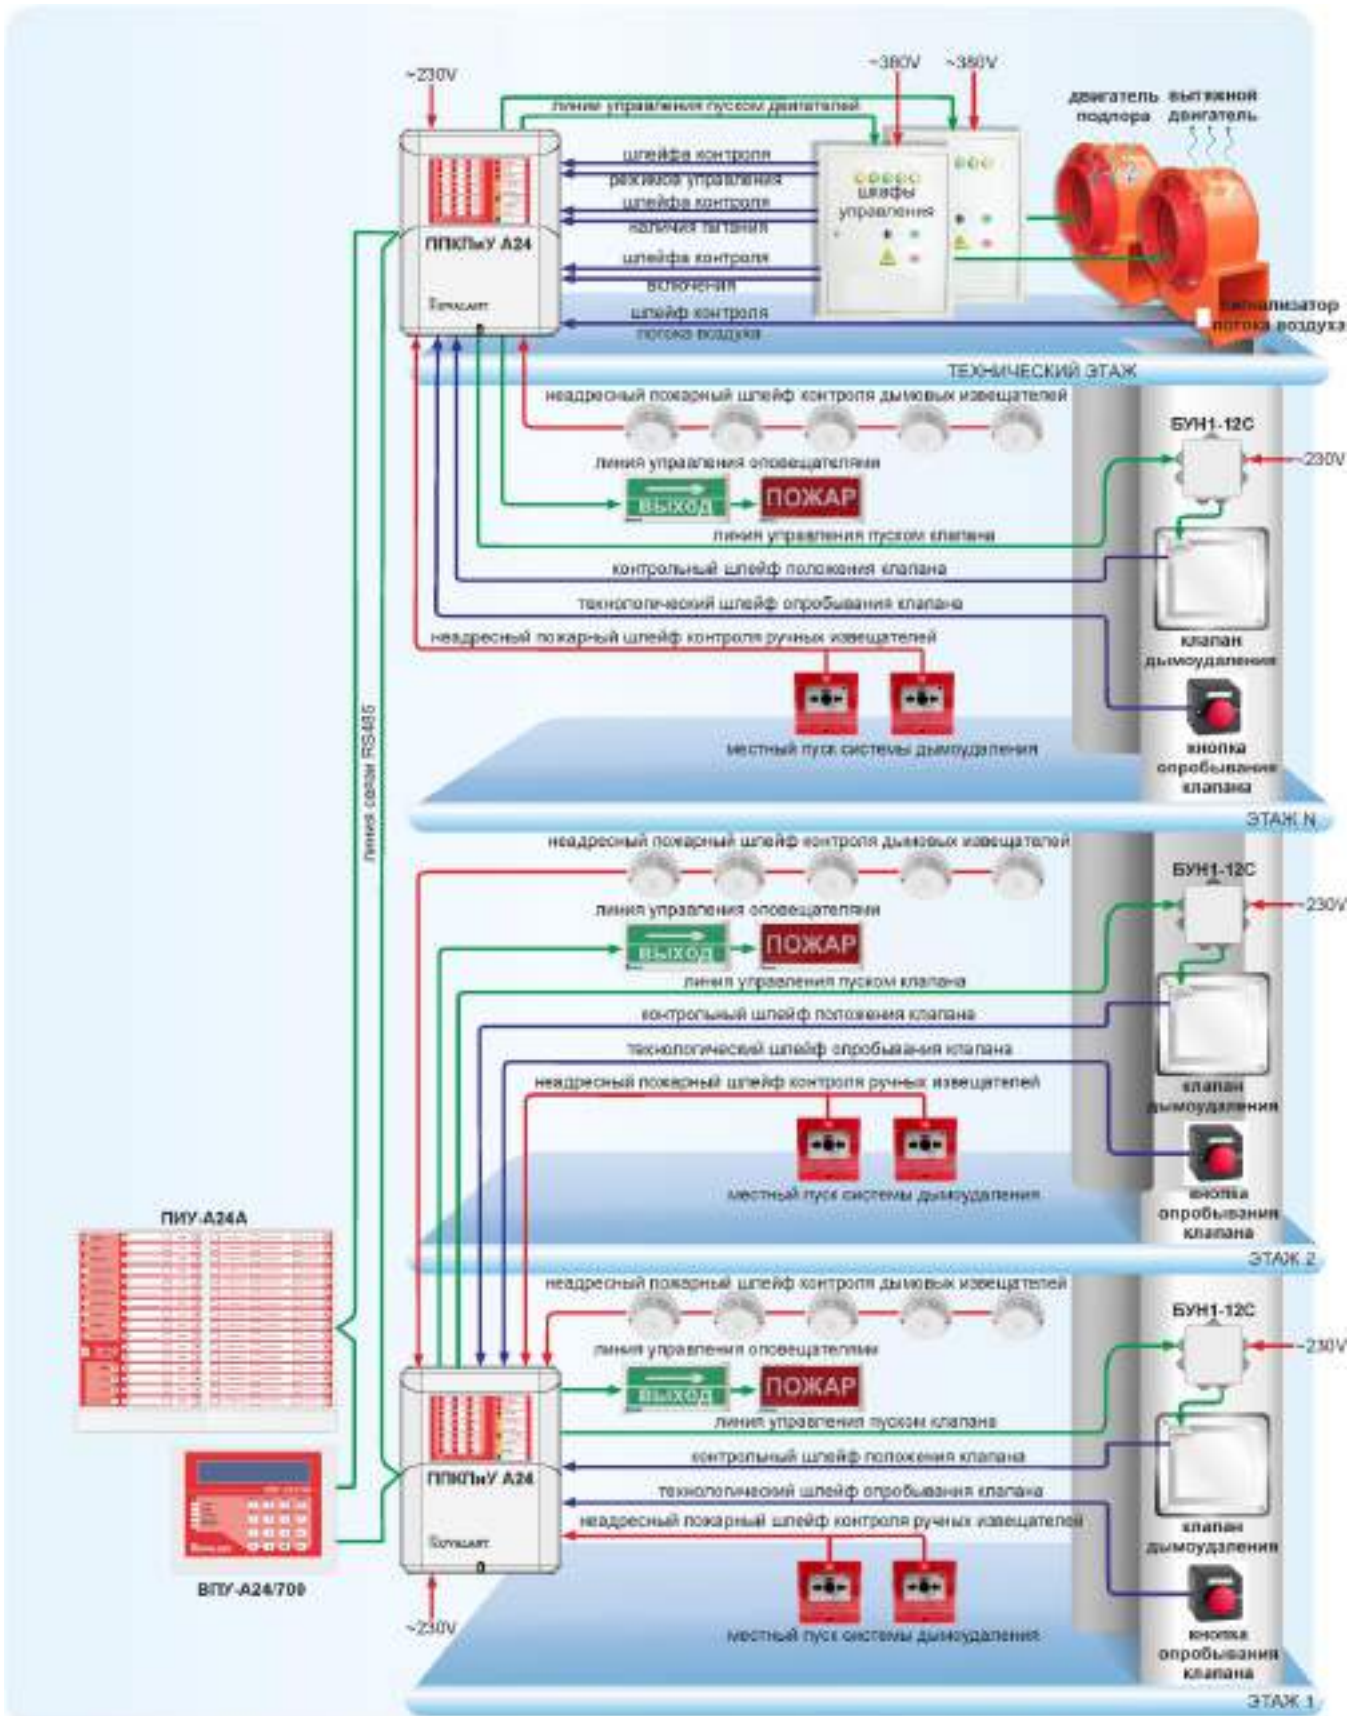 ~230V
~380V
~380V
линии управления пуском двигателей
двигатель
подпора
вытяжной
двигатель
шлейфа контроля
режимов управления
шлейфа контроля
наличия питания
шлейфа контроля
включения
шлейф контроля
потока воздуха
шкафы
управления
ППКПиУ А24
сигнализатор
потока воздуха
ТЕХНИЧЕСКИЙ ЭТАЖ
неадресный пожарный шлейф контроля дымовых извещателей
БУН1-12С
~230V
линия управления оповещателями
ВЫХОД
ПОЖАР
линия управления пуском клапана
контрольный шлейф положения клапана
технологический шлейф опробывания клапана
неадресный пожарный шлейф контроля ручных извещателей
клапан
дымоудаления
местный пуск системы дымоудаления
кнопка
опробывания
клапана
линия связи RS485
ЭТАЖ N
неадресный пожарный шлейф контроля дымовых извещателей
БУН1-12С
~230V
линия управления оповещателями
ВЫХОД
ПОЖАР
линия управления пуском клапана
контрольный шлейф положения клапана
технологический шлейф опробывания клапана
неадресный пожарный шлейф контроля ручных извещателей
клапан
дымоудаления
местный пуск системы дымоудаления
кнопка
опробывания
клапана
ЭТАЖ 2
ПИУ-А24А
неадресный пожарный шлейф контроля дымовых извещателей
БУН1-12С
~230V
линия управления оповещателями
ВЫХОД
ПОЖАР
линия управления пуском клапана
контрольный шлейф положения клапана
ППКПиУ А24
технологический шлейф опробывания клапана
неадресный пожарный шлейф контроля ручных извещателей
клапан
дымоудаления
ВПУ-А24/700
~230V
местный пуск системы дымоудаления
кнопка
опробывания
клапана
ЭТАЖ 1